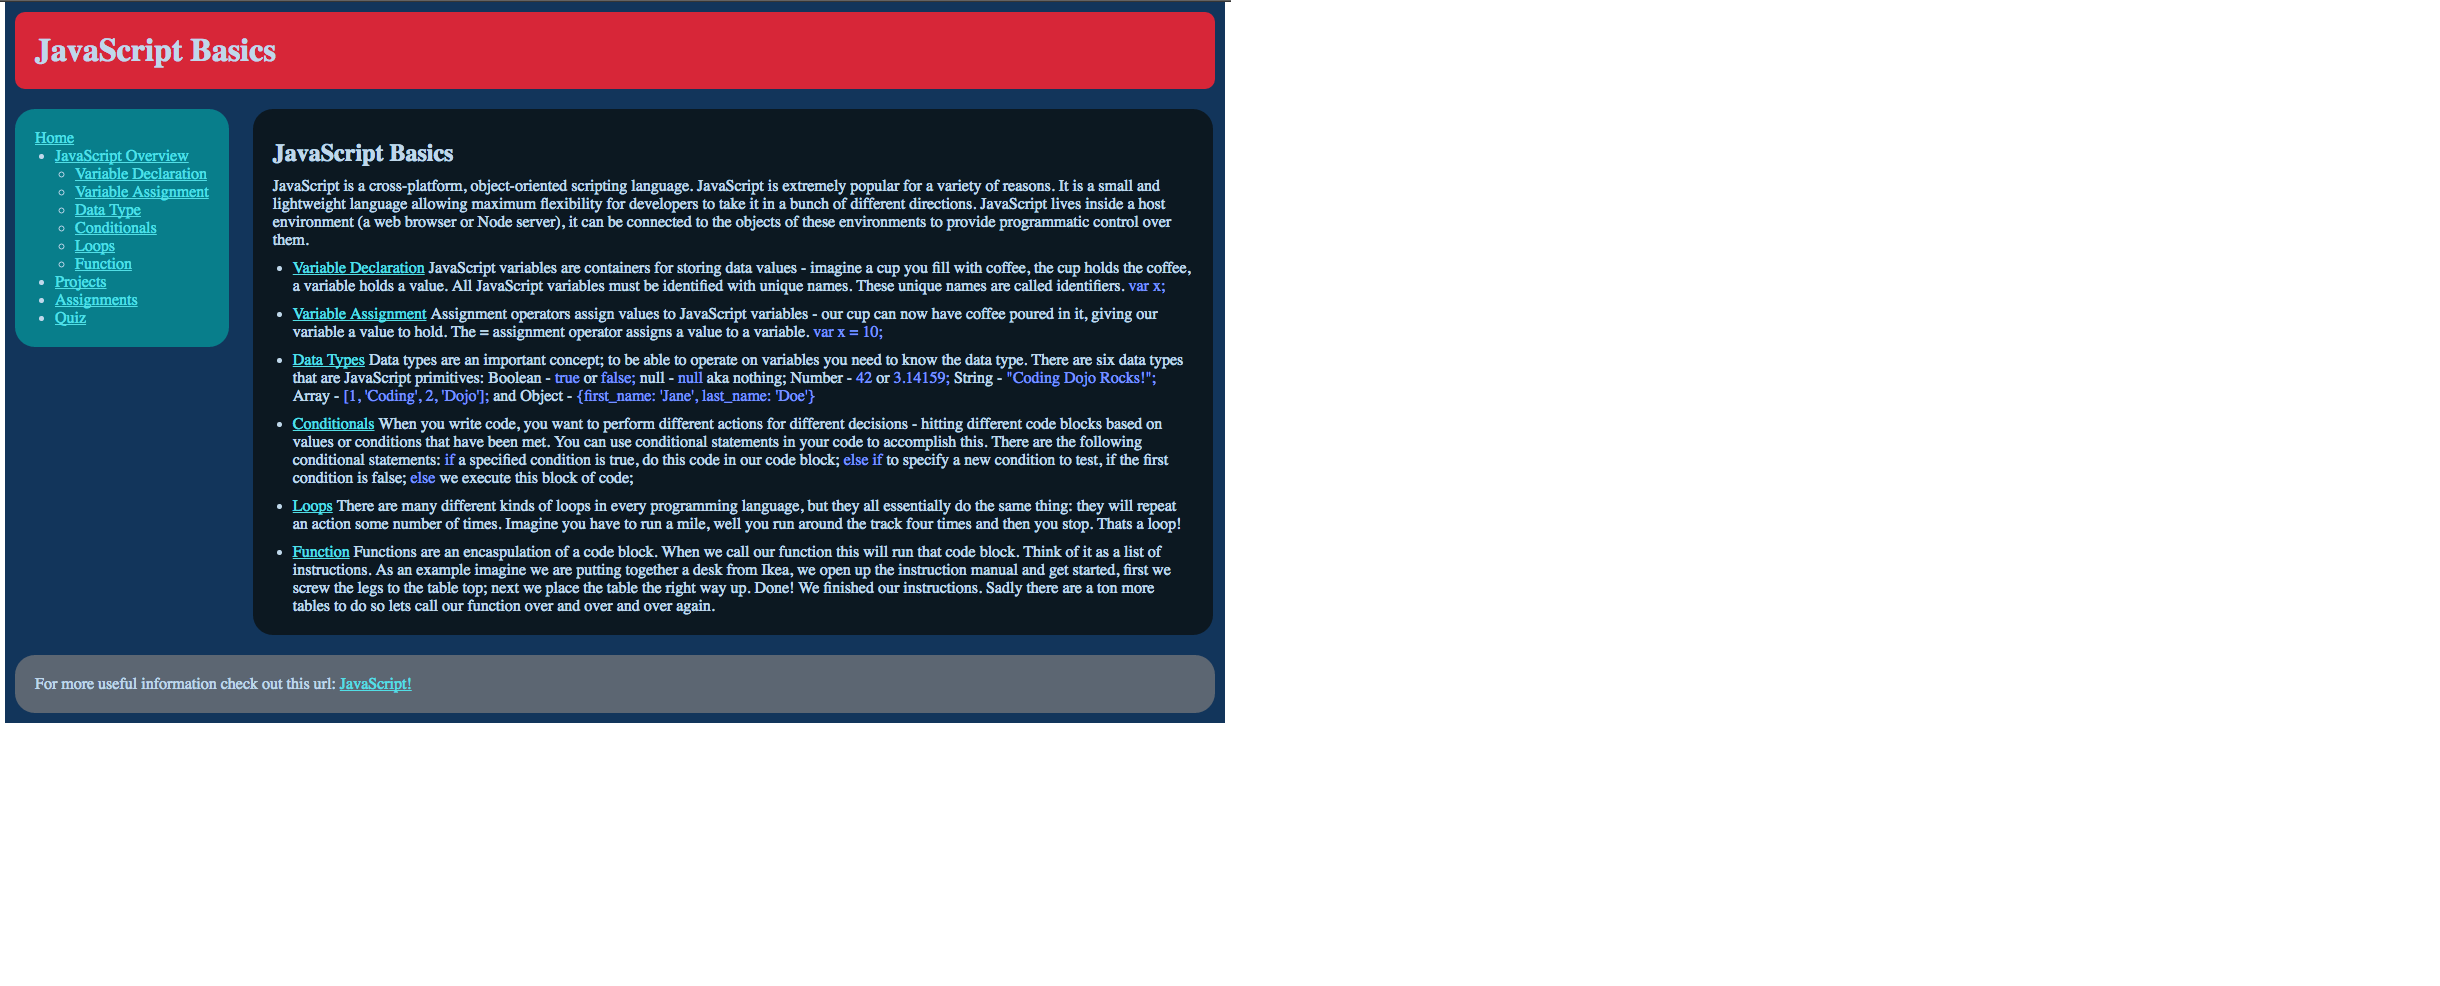 JavaScript Basics
Home
JavaScript Overview
Variable Declaration
Variable Assignment
Data Type
Conditionals
Loops
Function
Projects
Assignments
Quiz
JavaScript Basics
JavaScript is a cross-platform, object-oriented scripting language. JavaScript is extremely popular for a variety of reasons. It is a small and
lightweight language allowing maximum flexibility for developers to take it in a bunch of different directions. JavaScript lives inside a host
environment (a web browser or Node server), it can be connected to the objects of these environments to provide programmatic control over
them.
Variable Declaration JavaScript variables are containers for storing data values - imagine a cup you fill with coffee, the cup holds the coffee,
a variable holds a value. All JavaScript variables must be identified with unique names. These unique names are called identifiers. var x;
Variable Assignment Assignment operators assign values to JavaScript variables - our cup can now have coffee poured in it, giving our
variable a value to hold. The = assignment operator assigns a value to a variable. var x = 10;
Data Types Data types are an important concept; to be able to operate on variables you need to know the data type. There are six data types
that are JavaScript primitives: Boolean - true or false; null - null aka nothing; Number - 42 or 3.14159; String - "Coding Dojo Rocks!";
Array - [1, 'Coding', 2, 'Dojo']; and Object - {first_name: 'Jane', last_name: 'Doe'}
Conditionals When you write code, you want to perform different actions for different decisions - hitting different code blocks based on
values or conditions that have been met. You can use conditional statements in your code to accomplish this. There are the following
conditional statements: if a specified condition is true, do this code in our code block; else if to specify a new condition to test, if the first
condition is false; else we execute this block of code;
Loops There are many different kinds of loops in every programming language, but they all essentially do the same thing: they will repeat
an action some number of times. Imagine you have to run a mile, well you run around the track four times and then you stop. Thats a loop!
Function Functions are an encaspulation of a code block. When we call our function this will run that code block. Think of it as a list of
instructions. As an example imagine we are putting together a desk from Ikea, we open up the instruction manual and get started, first we
screw the legs to the table top; next we place the table the right way up. Done! We finished our instructions. Sadly there are a ton more
tables to do so lets call our function over and over and over again.
For more useful information check out this url: JavaScript!